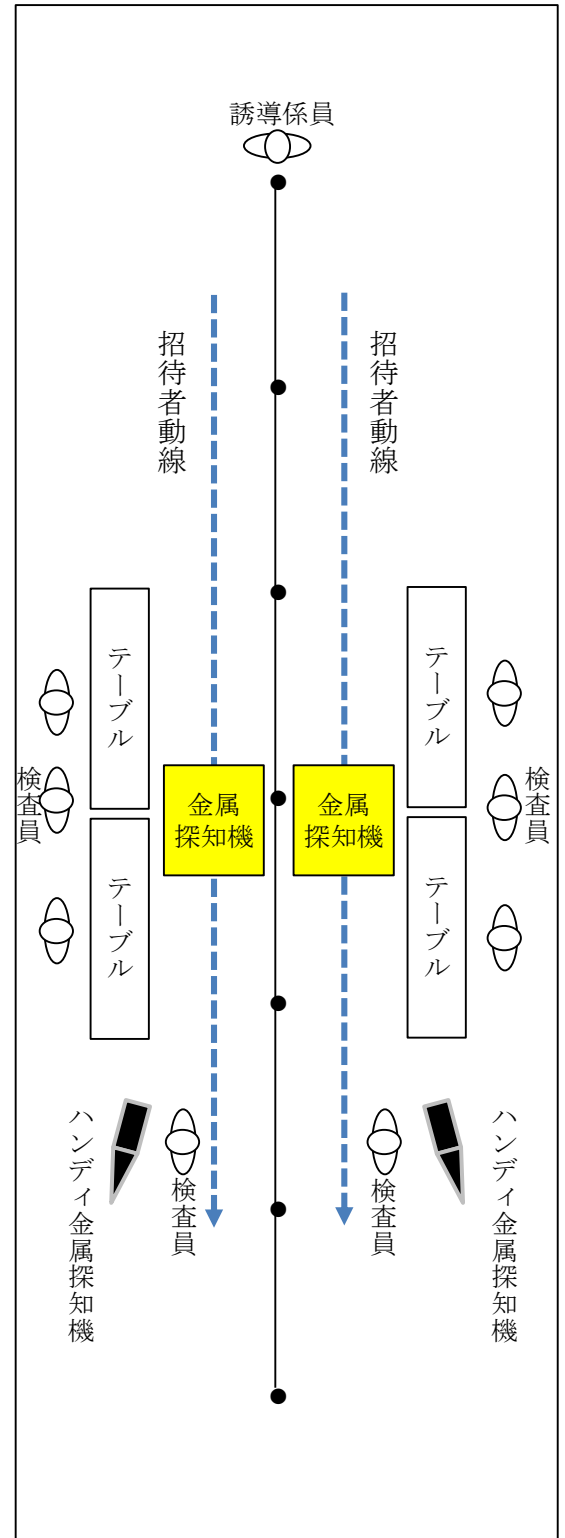 誘導係員
招待者動線
招待者動線
テーブル
テーブル
検査員
金属
探知機
金属
探知機
検査員
テーブル
テーブル
ハンディ金属探知機
検査員
検査員
ハンディ金属探知機